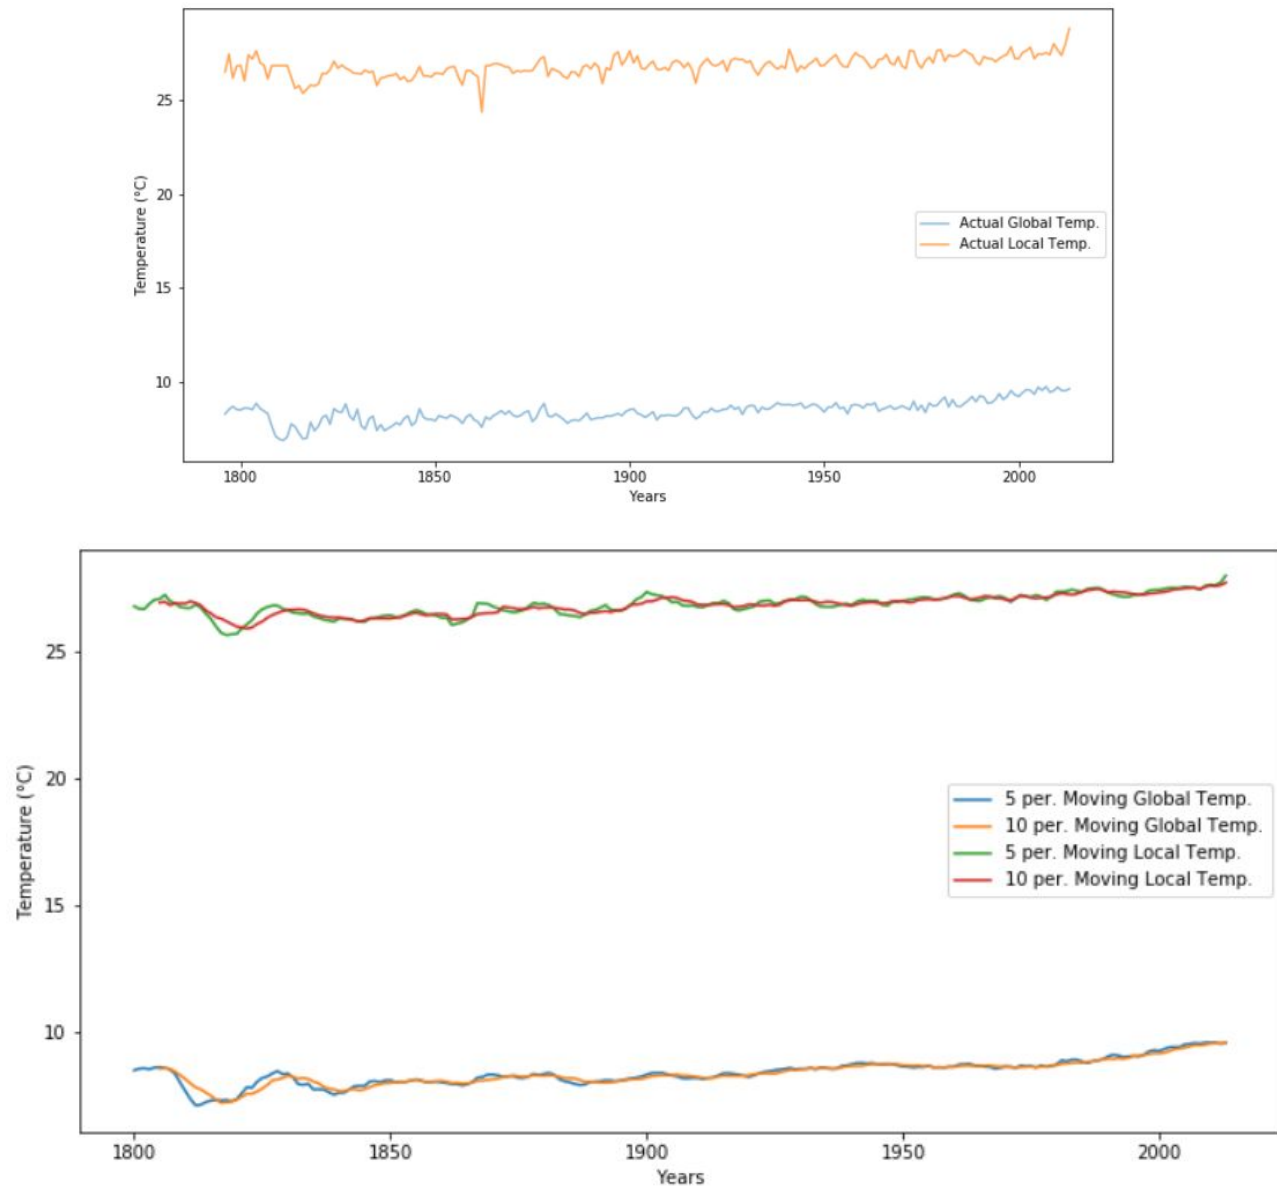 25
20
15
10
Temperature (°C)
Actual Global Temp.
Actual Local Temp.
1800 1850 1900 1950 2000
Years
25
20
15
10
Temperature (°C)
5 per. Moving Global Temp.
10 per. Moving Global Temp.
5 per. Moving Local Temp.
10 per. Moving Local Temp.
1800 1850 1900 1950 2000
Years